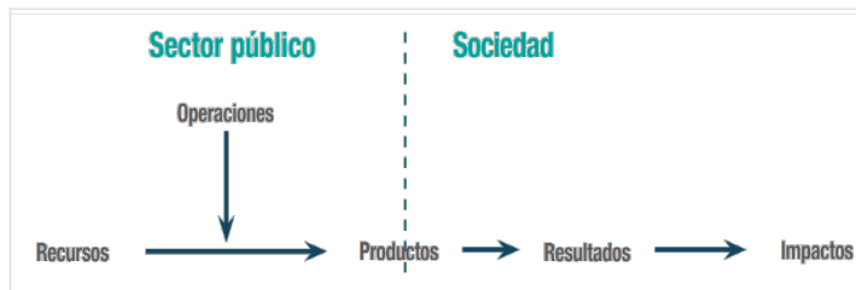 Sector público
Sociedad
Operaciones
Recursos
Productos
Resultados
Impactos